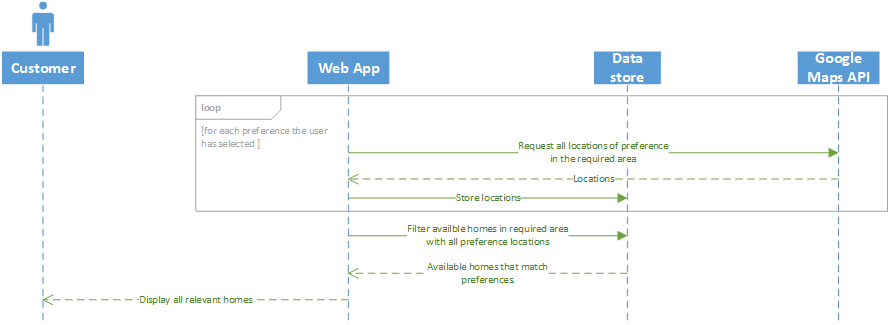 Customer
Web App
Data
store
Google
Maps API
loop
[for each preference the user
has selected ]
Request all locations of preference
in the required area
Locations
Store locations
Filter availble homes in required area
with all preference locations
Available homes that match
preferences.
Display all relevant homes